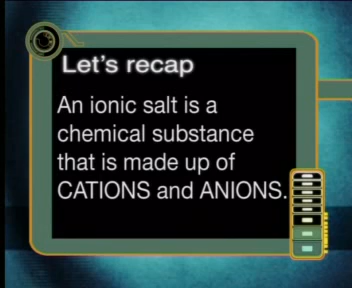 Let's recap
An ionic salt is a
chemical substance
that is made up of
CATIONS and ANIONS.